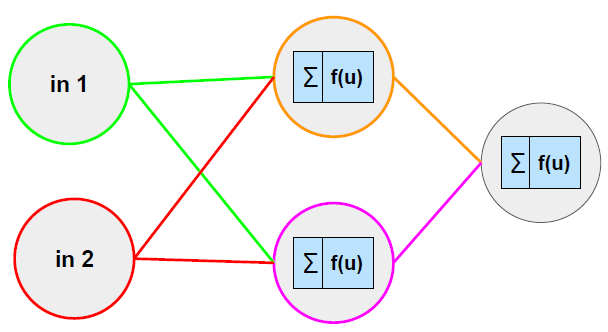 in 1
∑ f(u)
∑ f(u)
in 2
∑ f(u)